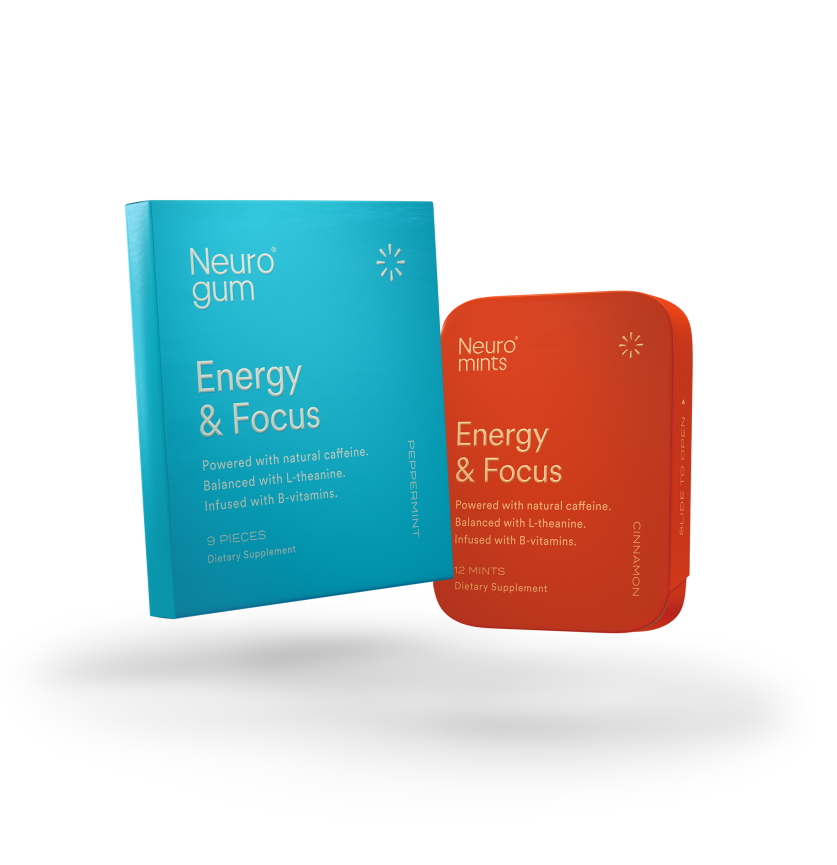 Neuro®
gum
Energy
& Focus
Powered with natural caffeine.
Balanced with L-theanine.
Infused with B-vitamins.
9 PIECES
Dietary Supplement
PEPPERMINT
Neuro®
mints
Energy
& Focus
Powered with natural caffeine.
Balanced with L-theanine.
Infused with B-vitamins.
12 MINTS
Dietary Supplement
CINNAMON
SLIDE TO OPEN ▲